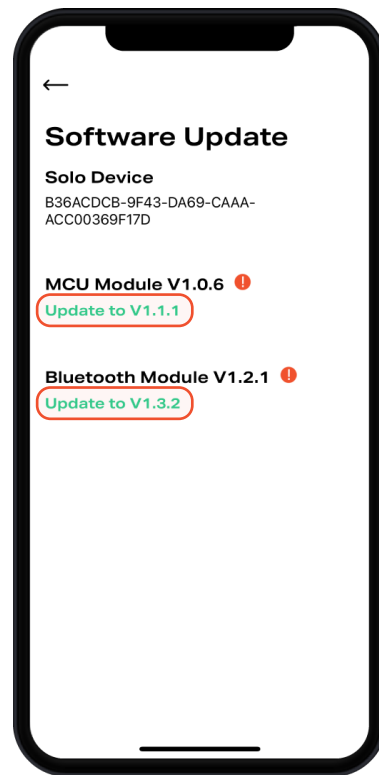 Software Update
Solo Device
B36ACDCB-9F43-DA69-CAAA-
ACC00369F17D
MCU Module V1.0.6
Update to V1.1.1
Bluetooth Module V1.2.1
Update to V1.3.2